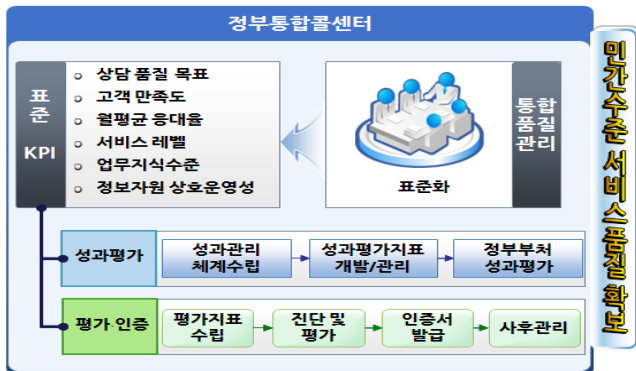 정부통합콜센터
표
준
KPI
상담 품질 목표
고객 만족도
월평균 응대율
서비스 레벨
업무지식수준
정보자원 상호운영성
표준화
통합
품질
관리
민간수준 서비스품질 확보
성과평가
성과관리
체계수립
성과평가지표
개발/관리
정부부처
성과평가
평가·인증
평가지표
수립
진단 및
평가
인증서
발급
사후관리